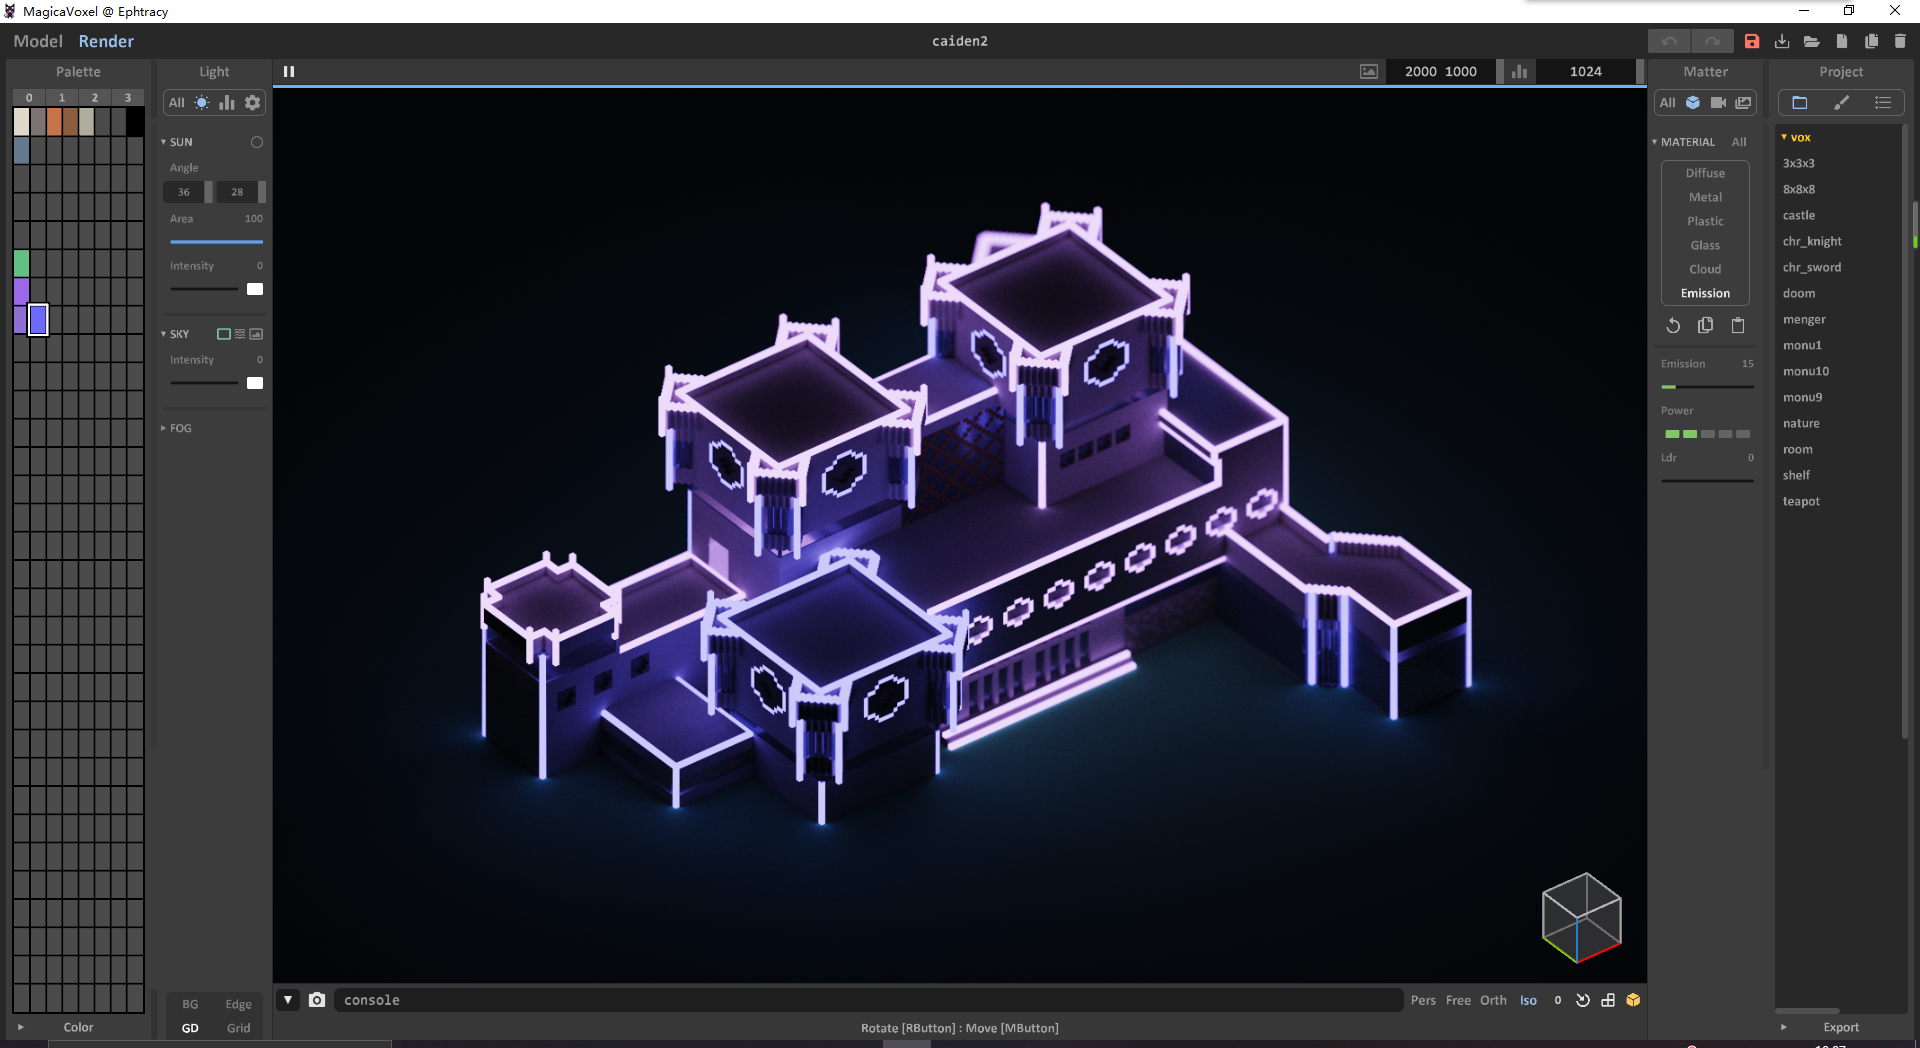 MagicaVoxel @ Ephtracy
Model Render
caiden2
Palette
Light
2000 1000
1024
Matter
Project
0 1 2 3
All
All
SUN
Angle
36 28
Area 100
Intensity 0
SKY
Intensity 0
FOG
MATERIAL All
Diffuse
Metal
Plastic
Glass
Cloud
Emission
Emission 15
Power
Ldr 0
vox
3x3x3
8x8x8
castle
chr_knight
chr_sword
doom
menger
monu1
monu10
monu9
nature
room
shelf
teapot
BG Edge
GD Grid
Color
console
Pers Free Orth Iso 0
Rotate [RButton] : Move [MButton]
Export